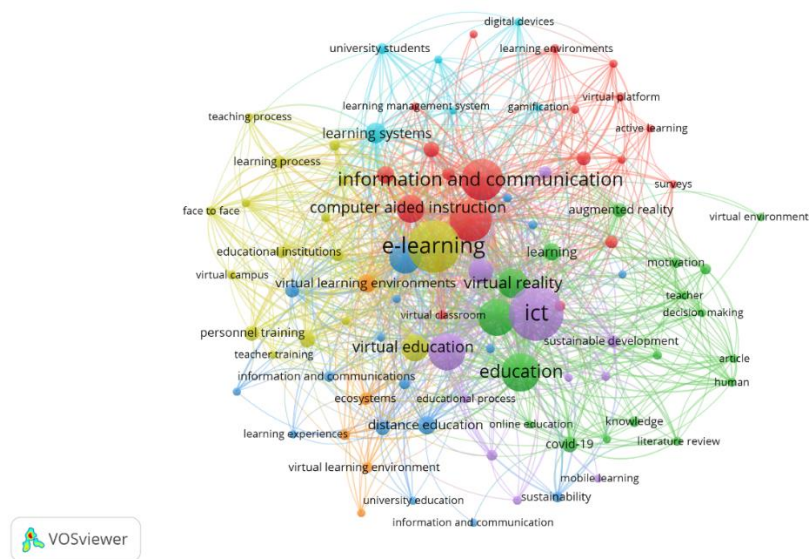 digital devices
university students
learning environments
virtual platform
learning management system
gamification
teaching process
learning systems
active learning
learning process
information and communication
surveys
face to face
computer aided instruction
augmented reality
virtual environment
e-learning
educational institutions
learning
motivation
virtual campus
virtual learning environments
virtual reality
teacher
decision making
virtual classroom
ict
personnel training
sustainable development
teacher training
virtual education
article
education
information and communications
human
ecosystems
educational process
learning experiences
distance education
online education
knowledge
covid-19
literature review
virtual learning environment
mobile learning
university education
sustainability
information and communication
VOSviewer